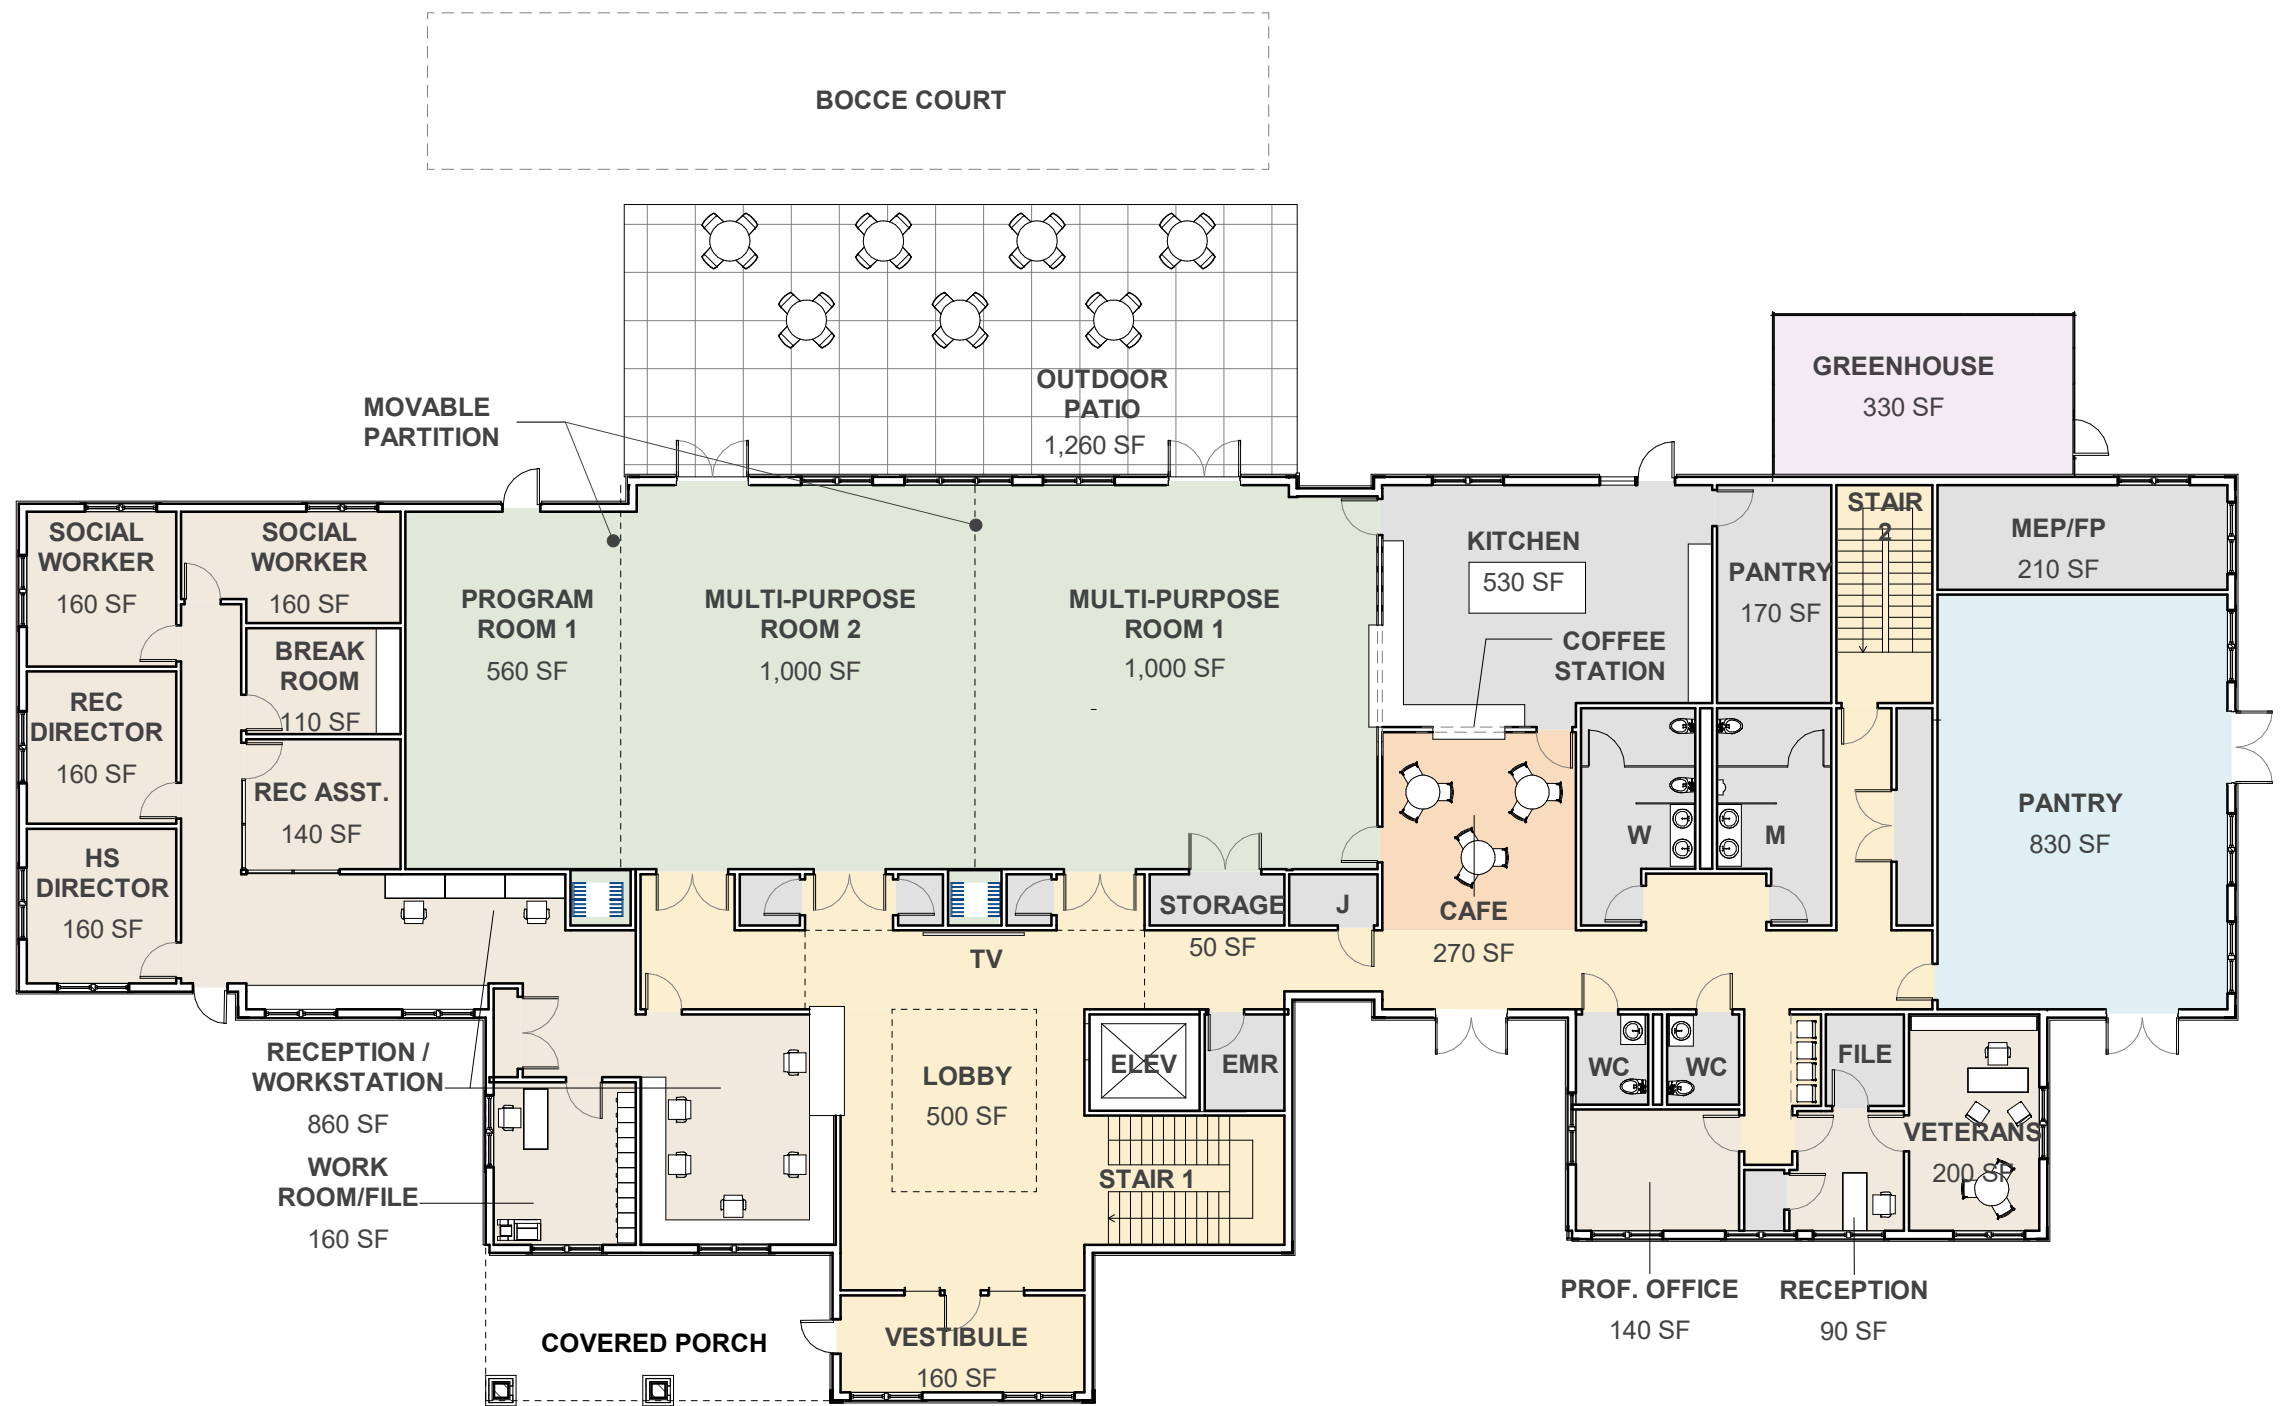 BOCCE COURT
OUTDOOR
PATIO
1,260 SF
GREENHOUSE
330 SF
MOVABLE
PARTITION
SOCIAL
WORKER
160 SF
SOCIAL
WORKER
160 SF
PROGRAM
ROOM 1
560 SF
MULTI-PURPOSE
ROOM 2
1,000 SF
MULTI-PURPOSE
ROOM 1
1,000 SF
KITCHEN
530 SF
COFFEE
STATION
PANTRY
170 SF
STAIR
2
MEP/FP
210 SF
BREAK
ROOM
110 SF
REC
DIRECTOR
160 SF
REC ASST.
140 SF
HS
DIRECTOR
160 SF
PANTRY
830 SF
W
M
STORAGE
50 SF
J
CAFE
270 SF
TV
RECEPTION /
WORKSTATION
860 SF
WORK
ROOM/FILE
160 SF
LOBBY
500 SF
ELEV
EMR
STAIR 1
WC
WC
FILE
VETERANS
200 SF
PROF. OFFICE
140 SF
RECEPTION
90 SF
COVERED PORCH
VESTIBULE
160 SF